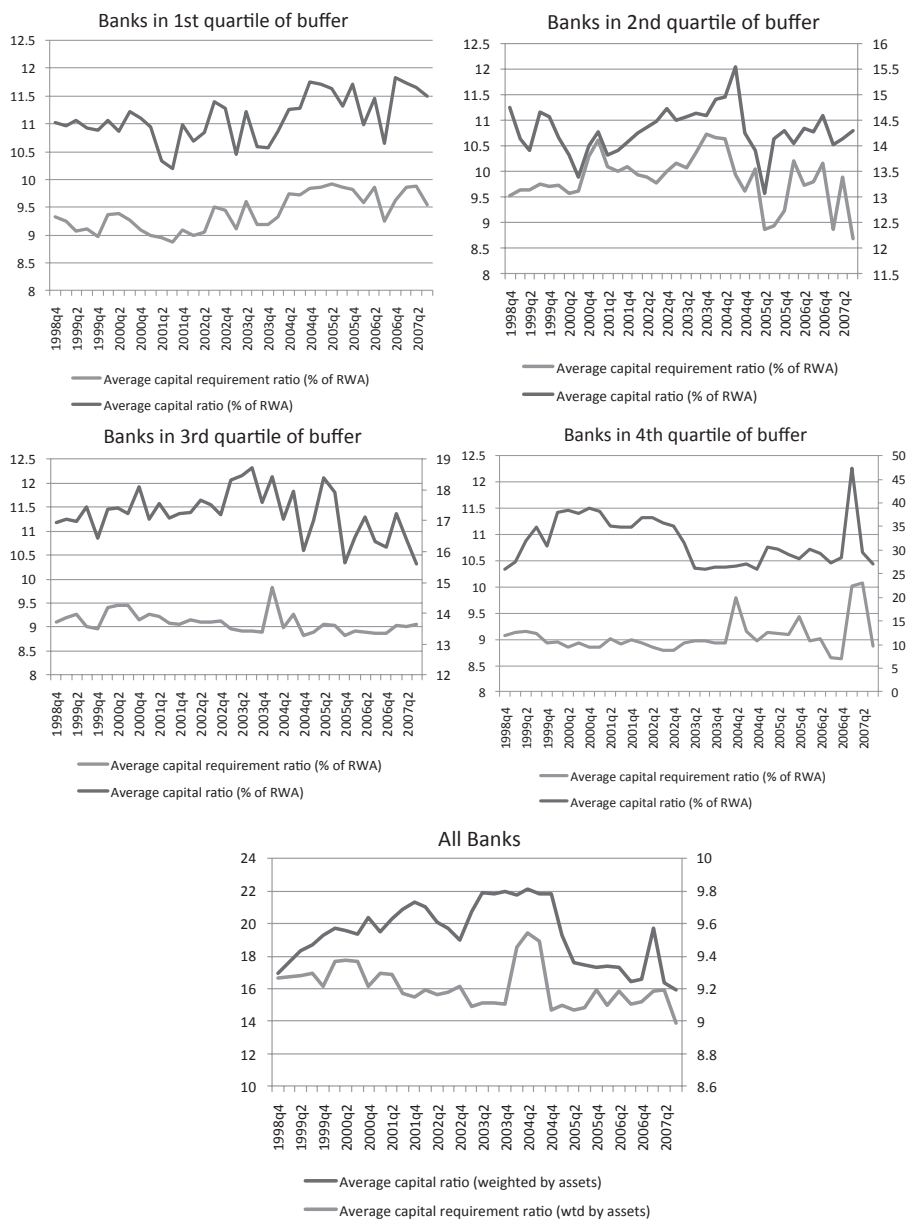 Banks in 1st quartile of buffer
12.5
12
11.5
11
10.5
10
9.5
9
8.5
8
1998q4
1999q2
1999q4
2000q2
2000q4
2001q2
2001q4
2002q2
2002q4
2003q2
2003q4
2004q2
2004q4
2005q2
2005q4
2006q2
2006q4
2007q2
Average capital requirement ratio (% of RWA)
Average capital ratio (% of RWA)
Banks in 2nd quartile of buffer
12.5
12
11.5
11
10.5
10
9.5
9
8.5
8
16
15.5
15
14.5
14
13.5
13
12.5
12
11.5
1998q4
1999q2
1999q4
2000q2
2000q4
2001q2
2001q4
2002q2
2002q4
2003q2
2003q4
2004q2
2004q4
2005q2
2005q4
2006q2
2006q4
2007q2
Average capital requirement ratio (% of RWA)
Average capital ratio (% of RWA)
Banks in 3rd quartile of buffer
12.5
12
11.5
11
10.5
10
9.5
9
8.5
8
19
18
17
16
15
14
13
12
1998q4
1999q2
1999q4
2000q2
2000q4
2001q2
2001q4
2002q2
2002q4
2003q2
2003q4
2004q2
2004q4
2005q2
2005q4
2006q2
2006q4
2007q2
Average capital requirement ratio (% of RWA)
Average capital ratio (% of RWA)
Banks in 4th quartile of buffer
12.5
12
11.5
11
10.5
10
9.5
9
8.5
8
50
45
40
35
30
25
20
15
10
5
0
1998q4
1999q2
1999q4
2000q2
2000q4
2001q2
2001q4
2002q2
2002q4
2003q2
2003q4
2004q2
2004q4
2005q2
2005q4
2006q2
2006q4
2007q2
Average capital requirement ratio (% of RWA)
Average capital ratio (% of RWA)
All Banks
24
22
20
18
16
14
12
10
10
9.8
9.6
9.4
9.2
9
8.8
8.6
1998q4
1999q2
1999q4
2000q2
2000q4
2001q2
2001q4
2002q2
2002q4
2003q2
2003q4
2004q2
2004q4
2005q2
2005q4
2006q2
2006q4
2007q2
Average capital ratio (weighted by assets)
Average capital requirement ratio (wtd by assets)